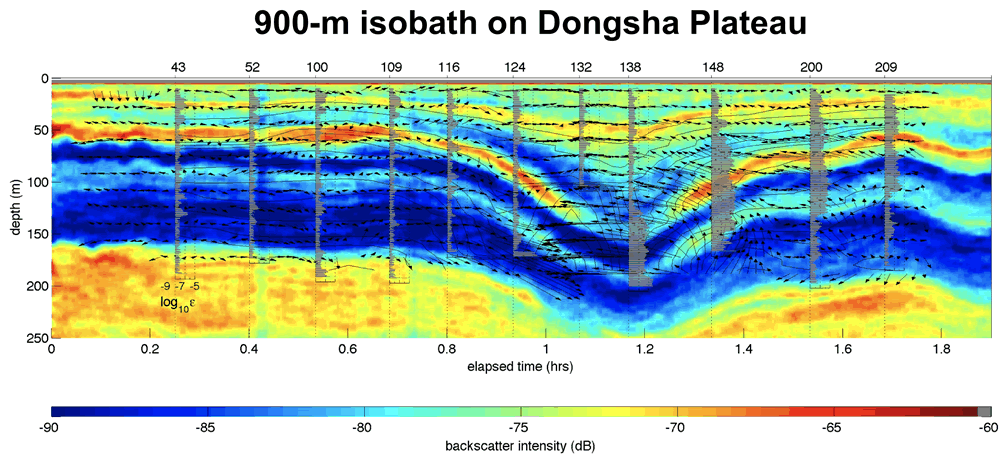 900-m isobath on Dongsha Plateau
43 52 100 109 116 124 132 138 148 200 209
0
50
100
150
200
250
depth (m)
-9 -7 -5
log10ε
0 0.2 0.4 0.6 0.8 1 1.2 1.4 1.6 1.8
elapsed time (hrs)
-90 -85 -80 -75 -70 -65 -60
backscatter intensity (dB)